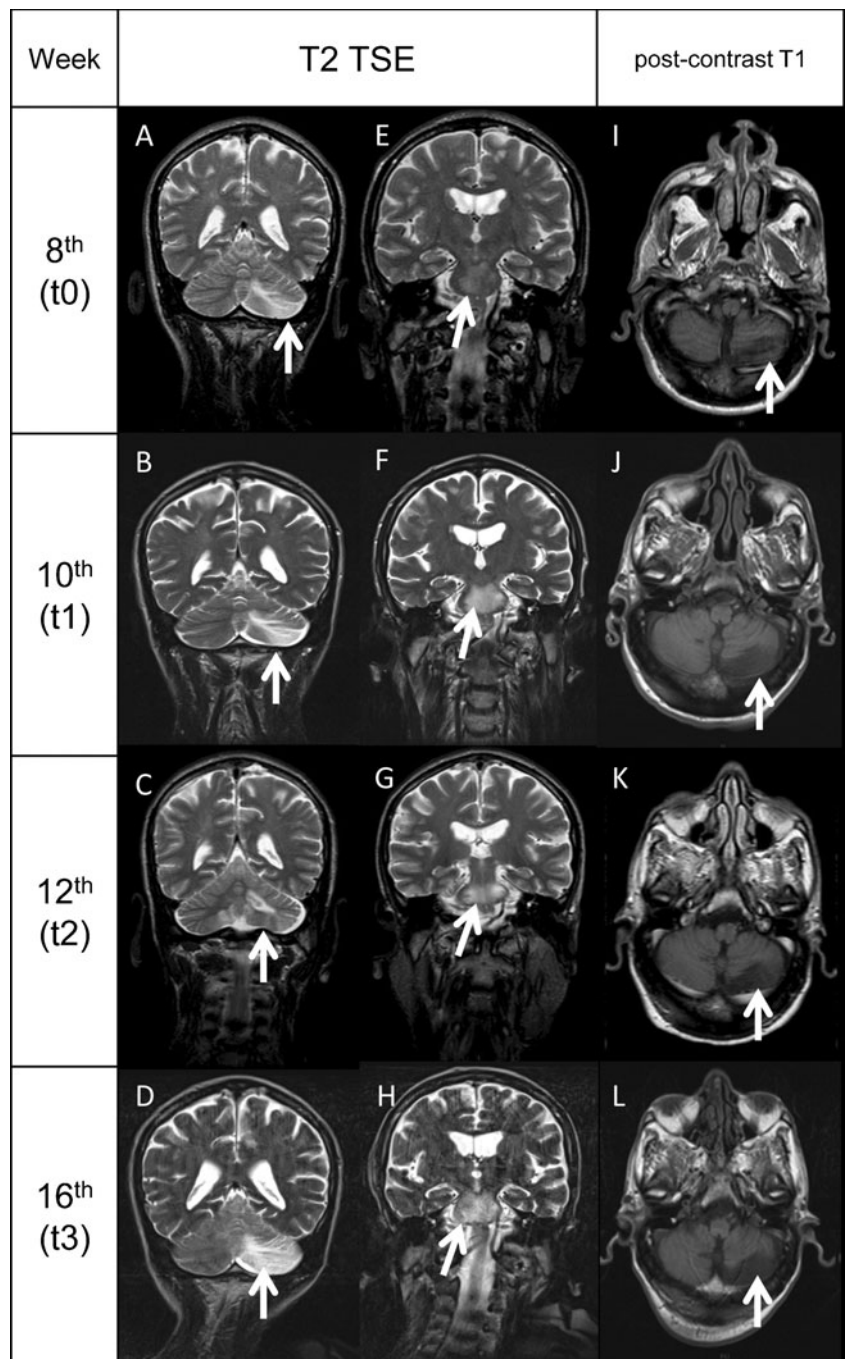 Week T2 TSE post-contrast T1
A E I
8th
(t0)
B F J
10th
(t1)
C G K
12th
(t2)
D H L
16th
(t3)